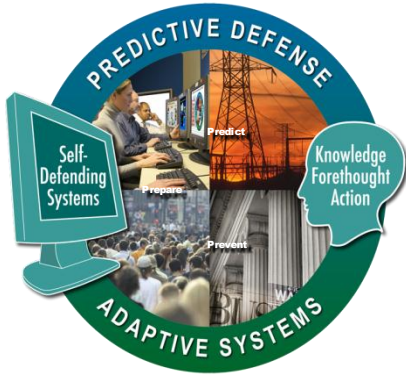 PREDICTIVE DEFENSE
Predict
Self-
Defending
Systems
Knowledge
Forethought
Action
Prepare
Prevent
ADAPTIVE SYSTEMS